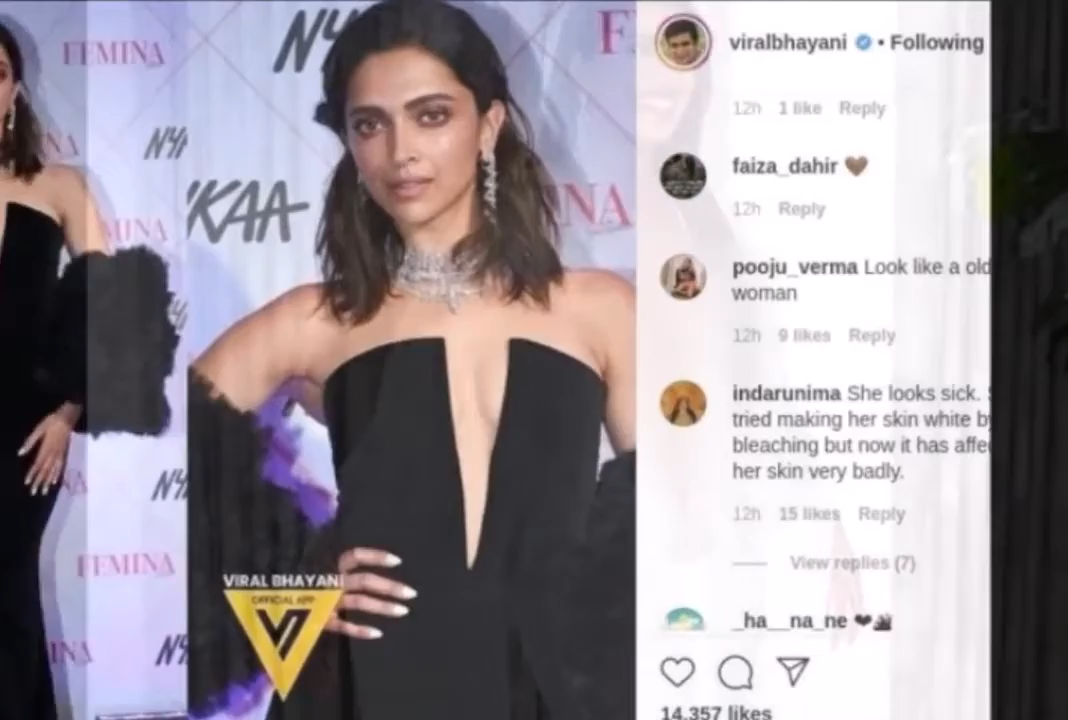 FEMINA
NYKAA
FEMINA
VIRAL BHAYANI
OFFICIAL APP
viralbhayani • Following
12h 1 like Reply
faiza_dahir 🤎
12h Reply
pooju_verma Look like a old
woman
12h 9 likes Reply
indarunima She looks sick.
tried making her skin white b
bleaching but now it has affe
her skin very badly.
12h 15 likes Reply
View replies (7)
_ha__na_ne ❤
14,357 likes